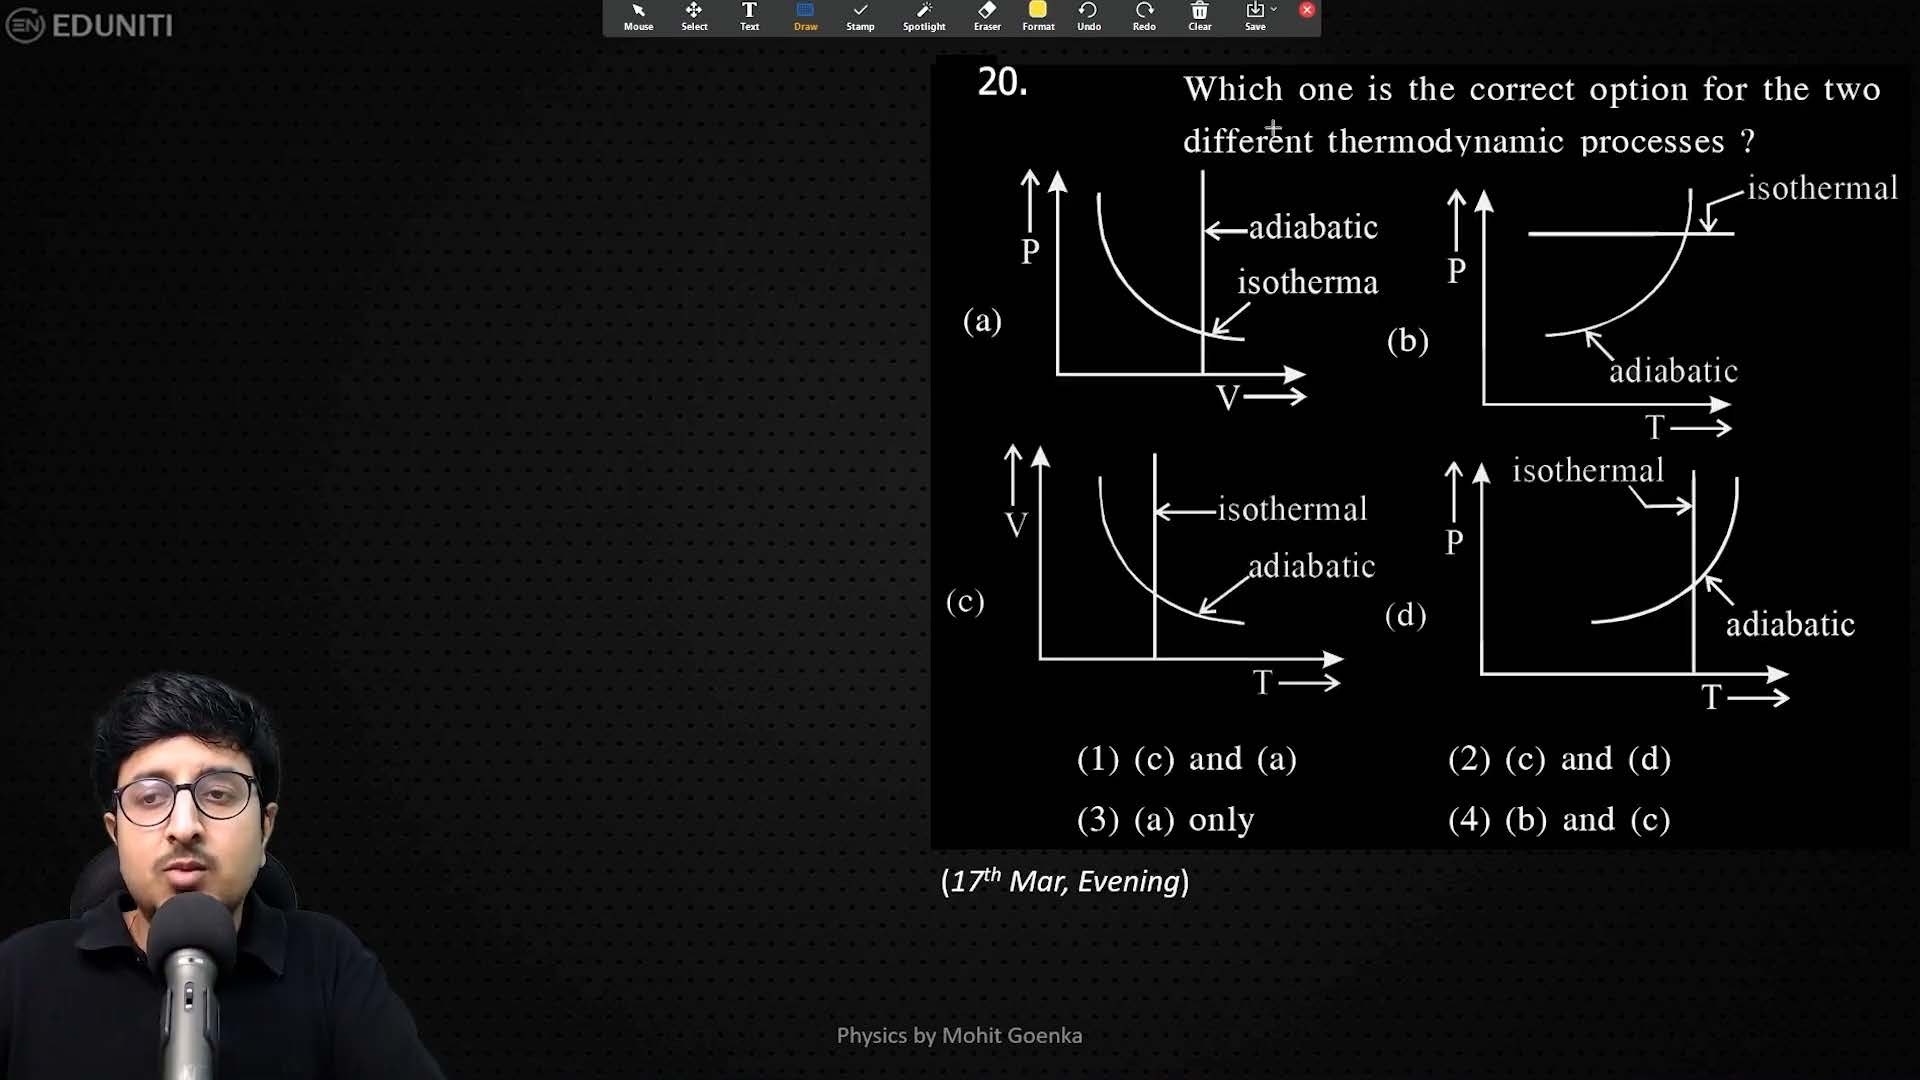 EN EDUNITI
Mouse Select Text Draw Stamp Spotlight Eraser Format Undo Redo Clear Save
20. Which one is the correct option for the two
different thermodynamic processes ?
P
adiabatic
isotherma
(a)
V
isothermal
P
(b)
adiabatic
T
V
isothermal
adiabatic
(c)
T
isothermal
P
(d)
adiabatic
T
(1) (c) and (a) (2) (c) and (d)
(3) (a) only (4) (b) and (c)
(17th Mar, Evening)
Physics by Mohit Goenka